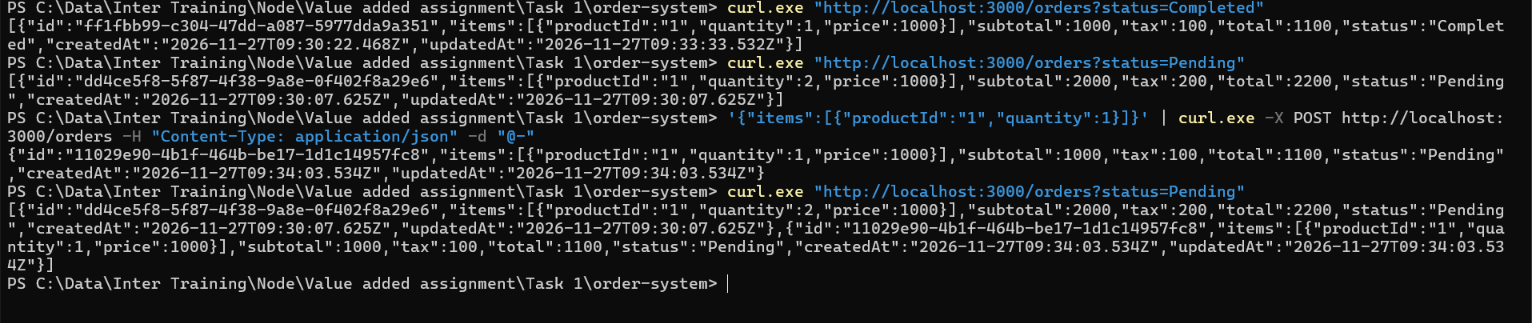 PS C:\Data\Inter Training\Node\Value added assignment\Task 1\order-system> curl.exe "http://localhost:3000/orders?status=Completed"
[{"id":"ff1fbb99-c304-47dd-a087-5977dda9a351","items":[{"productId":"1","quantity":1,"price":1000}],"subtotal":1000,"tax":100,"total":1100,"status":"Complet
ed","createdAt":"2026-11-27T09:30:22.468Z","updatedAt":"2026-11-27T09:33:33.532Z"}]
PS C:\Data\Inter Training\Node\Value added assignment\Task 1\order-system> curl.exe "http://localhost:3000/orders?status=Pending"
[{"id":"dd4ce5f8-5f87-4f38-9a8e-0f402f8a29e6","items":[{"productId":"1","quantity":2,"price":1000}],"subtotal":2000,"tax":200,"total":2200,"status":"Pending
","createdAt":"2026-11-27T09:30:07.625Z","updatedAt":"2026-11-27T09:30:07.625Z"}]
PS C:\Data\Inter Training\Node\Value added assignment\Task 1\order-system> '{"items":[{"productId":"1","quantity":1}]}' | curl.exe -X POST http://localhost:
3000/orders -H "Content-Type: application/json" -d "@-"
{"id":"11029e90-4b1f-464b-be17-1d1c14957fc8","items":[{"productId":"1","quantity":1,"price":1000}],"subtotal":1000,"tax":100,"total":1100,"status":"Pending"
,"createdAt":"2026-11-27T09:34:03.534Z","updatedAt":"2026-11-27T09:34:03.534Z"}
PS C:\Data\Inter Training\Node\Value added assignment\Task 1\order-system> curl.exe "http://localhost:3000/orders?status=Pending"
[{"id":"dd4ce5f8-5f87-4f38-9a8e-0f402f8a29e6","items":[{"productId":"1","quantity":2,"price":1000}],"subtotal":2000,"tax":200,"total":2200,"status":"Pending
","createdAt":"2026-11-27T09:30:07.625Z","updatedAt":"2026-11-27T09:30:07.625Z"},{"id":"11029e90-4b1f-464b-be17-1d1c14957fc8","items":[{"productId":"1","qua
ntity":1,"price":1000}],"subtotal":1000,"tax":100,"total":1100,"status":"Pending","createdAt":"2026-11-27T09:34:03.534Z","updatedAt":"2026-11-27T09:34:03.53
4Z"}]
PS C:\Data\Inter Training\Node\Value added assignment\Task 1\order-system>